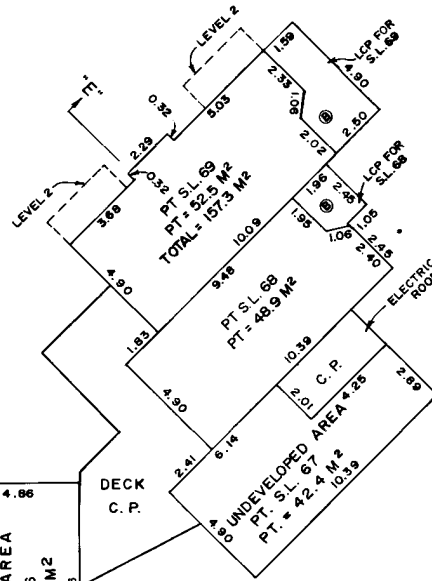 LEVEL 2
1.59
LCP FOR
S.L. 69
4.90
2.33
1.06
B
2.50
2.02
"E"
0.32
5.03
2.29
0.32
LEVEL 2
3.68
PT S.L. 69
PT = 52.5 M²
TOTAL = 157.3 M²
LCP FOR
S.L. 68
1.96
2.45
B
1.95
1.06
1.05
2.45
2.40
10.09
9.48
4.90
1.83
PT S.L. 68
PT = 48.9 M²
ELECTRIC
10.39
C. P.
2.01
4.25
2.89
4.90
2.41
6.14
UNDEVELOPED AREA
PT. S.L. 67
PT. = 42.4 M²
10.39
4.90
DECK
C. P.
4.86
AREA
M²